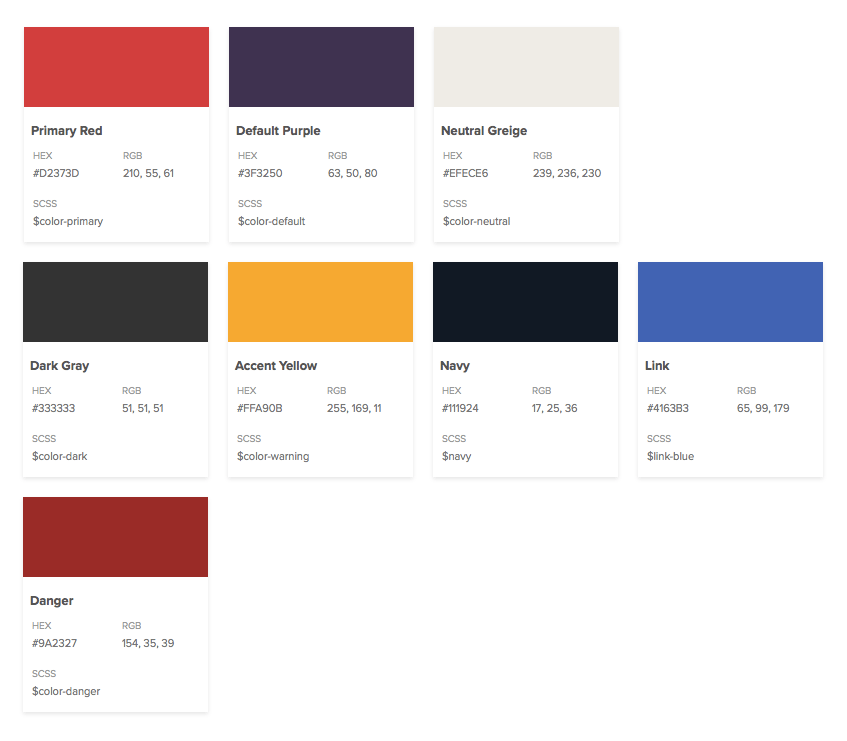 Primary Red
HEX RGB
#D2373D 210, 55, 61
SCSS
$color-primary
Default Purple
HEX RGB
#3F3250 63, 50, 80
SCSS
$color-default
Neutral Greige
HEX RGB
#EFECE6 239, 236, 230
SCSS
$color-neutral
Dark Gray
HEX RGB
#333333 51, 51, 51
SCSS
$color-dark
Accent Yellow
HEX RGB
#FFA90B 255, 169, 11
SCSS
$color-warning
Navy
HEX RGB
#111924 17, 25, 36
SCSS
$navy
Link
HEX RGB
#4163B3 65, 99, 179
SCSS
$link-blue
Danger
HEX RGB
#9A2327 154, 35, 39
SCSS
$color-danger